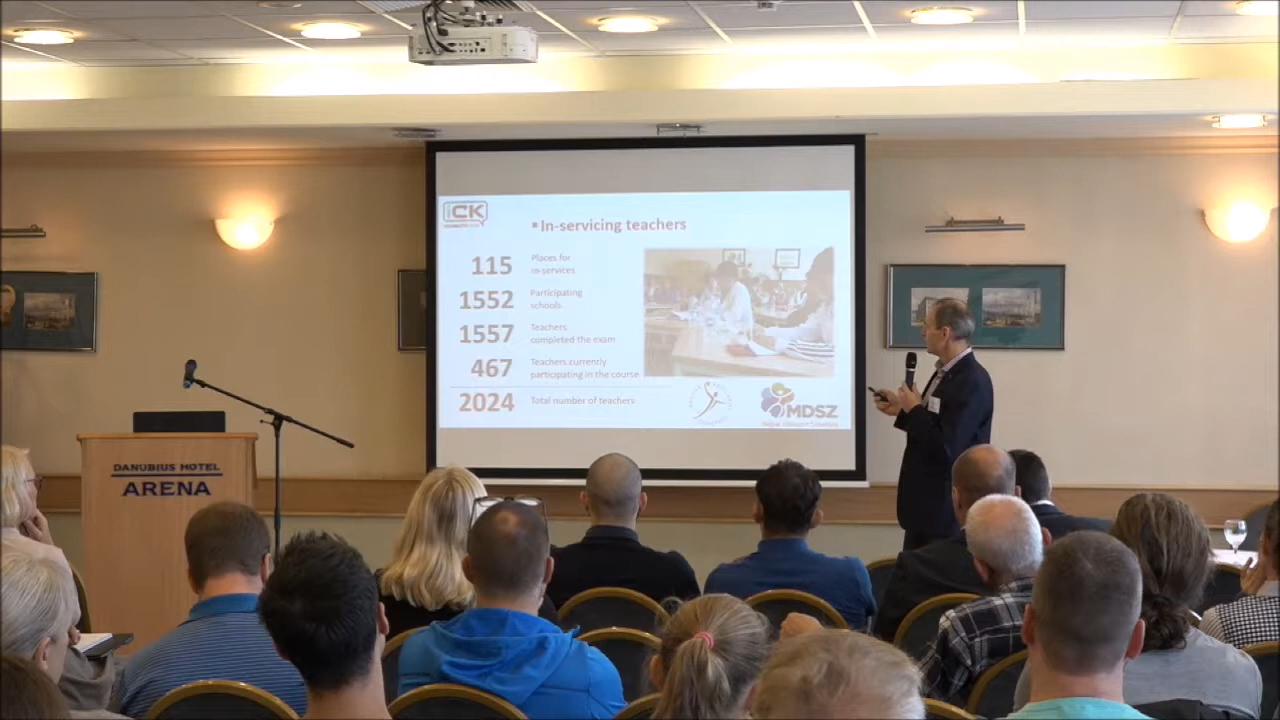 CK
▪In-servicing teachers
115
Places for
in-services
1552
Participating
schools
1557
Teachers
completed the exam
467
Teachers currently
participating in the course
2024
Total number of teachers
MDSZ
DANUBIUS HOTEL
ARENA